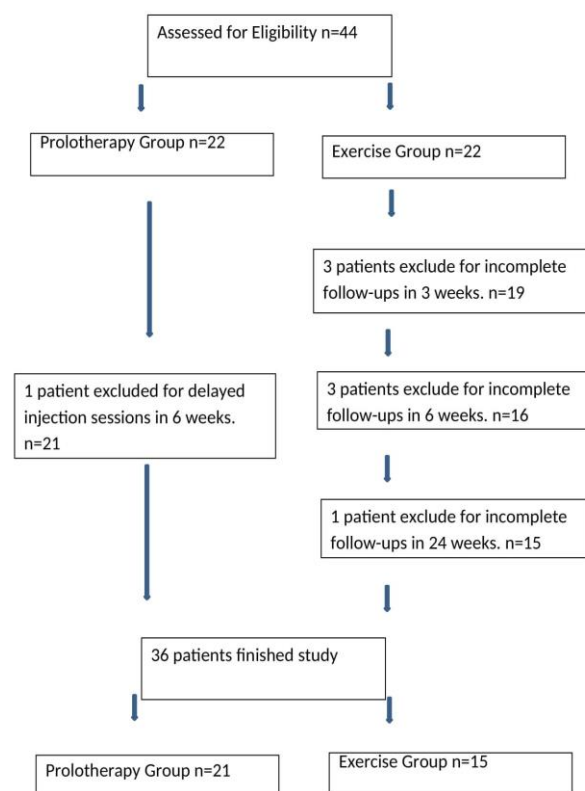 Assessed for Eligibility n=44
Prolotherapy Group n=22
Exercise Group n=22
3 patients exclude for incomplete
follow-ups in 3 weeks. n=19
1 patient excluded for delayed
injection sessions in 6 weeks.
n=21
3 patients exclude for incomplete
follow-ups in 6 weeks. n=16
1 patient exclude for incomplete
follow-ups in 24 weeks. n=15
36 patients finished study
Prolotherapy Group n=21
Exercise Group n=15